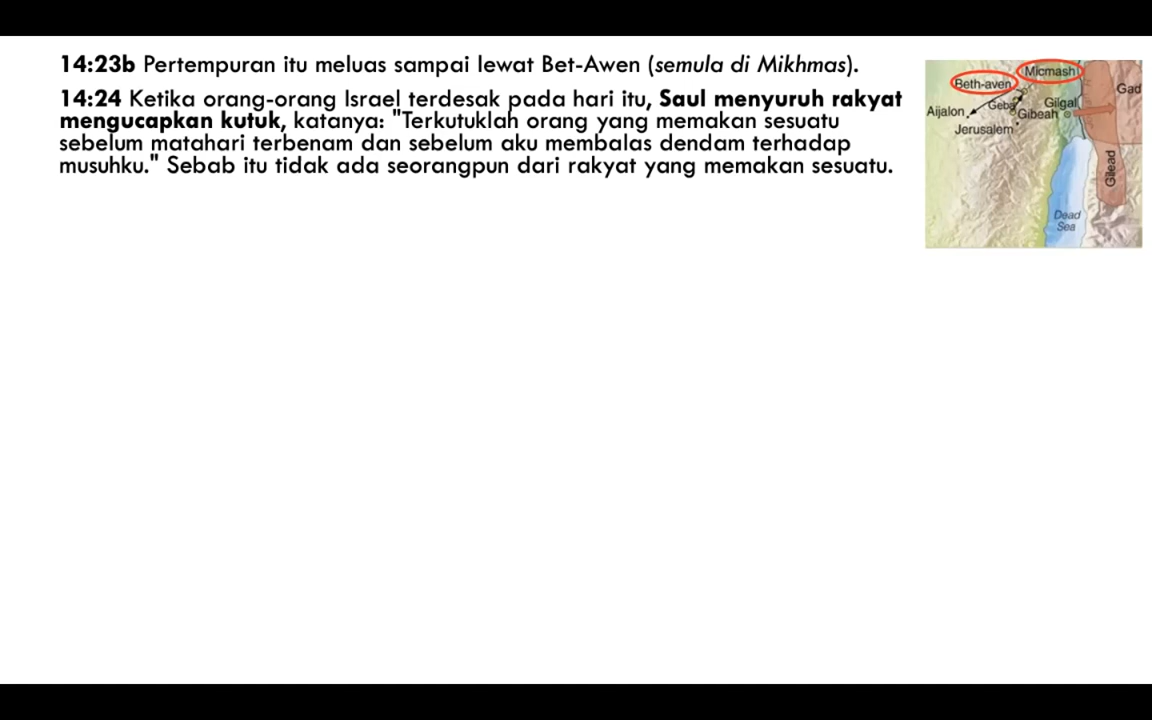 14:23b Pertempuran itu meluas sampai lewat Bet-Awen (semula di Mikhmas).
14:24 Ketika orang-orang Israel terdesak pada hari itu, Saul menyuruh rakyat
mengucapkan kutuk, katanya: "Terkutuklah orang yang memakan sesuatu
sebelum matahari terbenam dan sebelum aku membalas dendam terhadap
musuhku." Sebab itu tidak ada seorangpun dari rakyat yang memakan sesuatu.
Micmash
Beth-aven
Gad
Geba
Gilgal
Aijalon
Gibeah
Jerusalem
Gilead
Dead
Sea